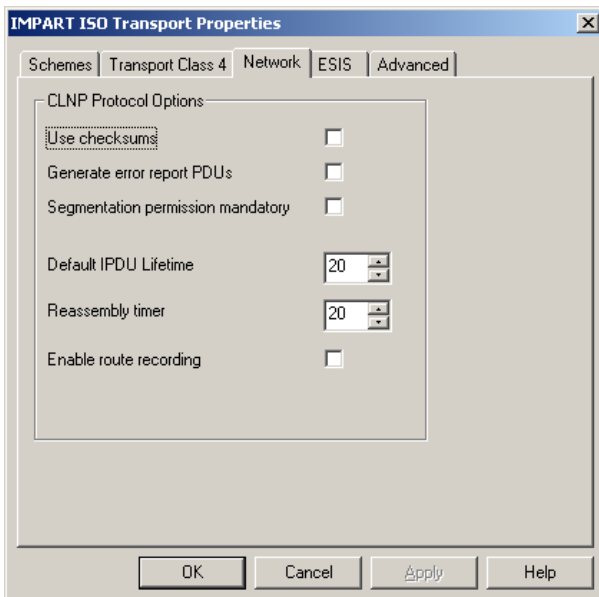 IMPART ISO Transport Properties
Schemes Transport Class 4 Network ESIS Advanced
CLNP Protocol Options
Use checksums
Generate error report PDUs
Segmentation permission mandatory
Default IPDU Lifetime 20
Reassembly timer 20
Enable route recording
OK Cancel Apply Help